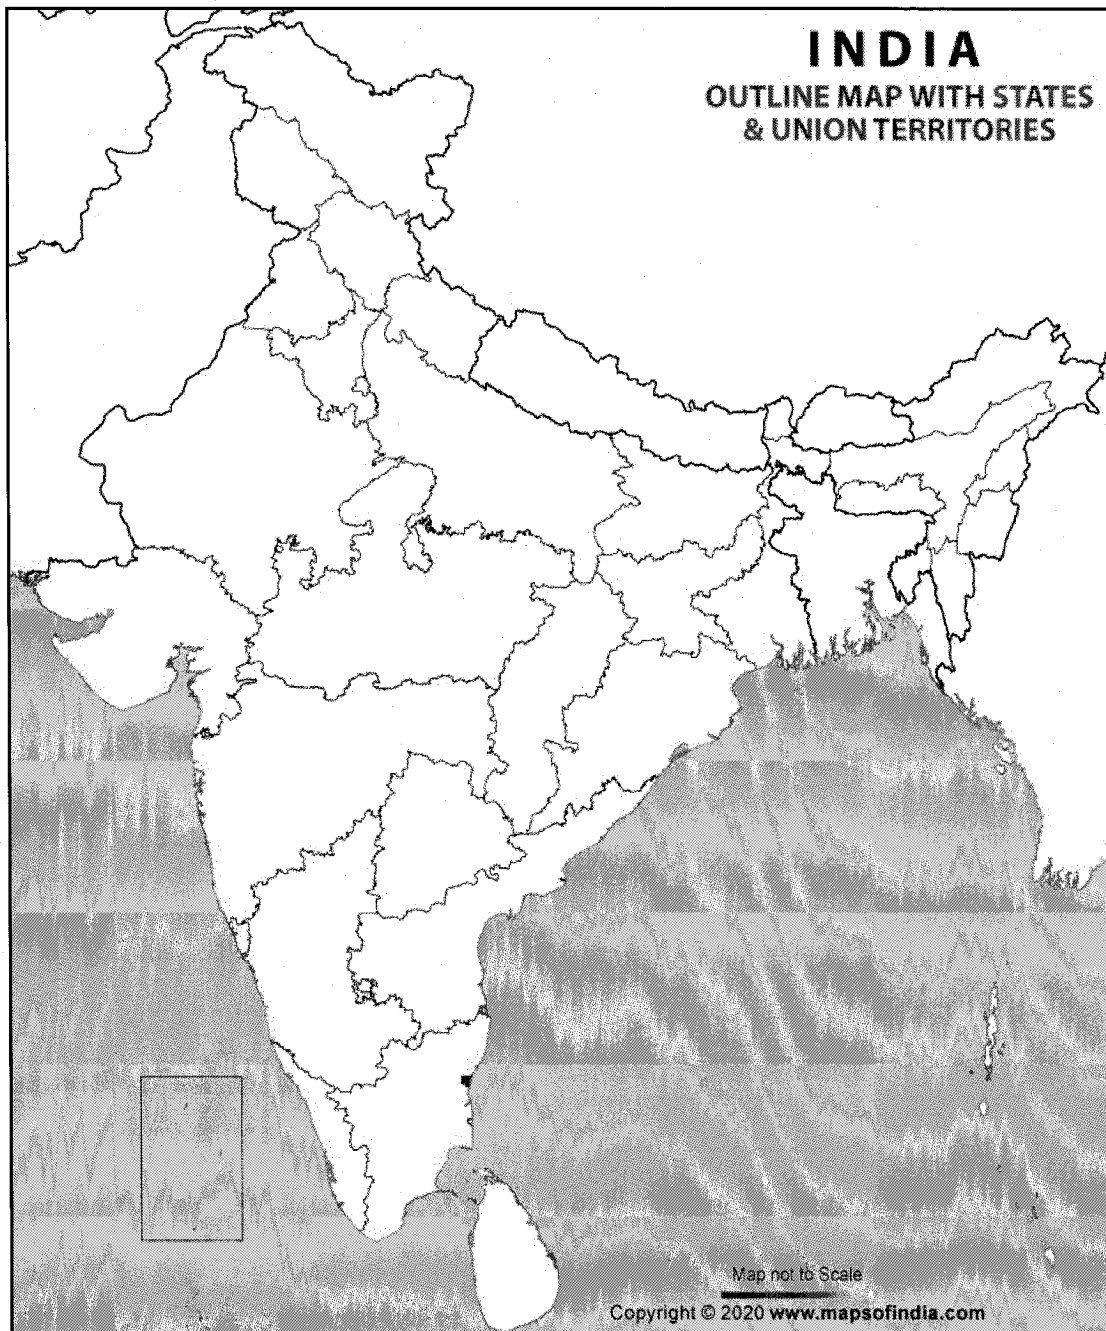 INDIA
OUTLINE MAP WITH STATES
& UNION TERRITORIES
Map not to Scale
Copyright © 2020 www.mapsofindia.com